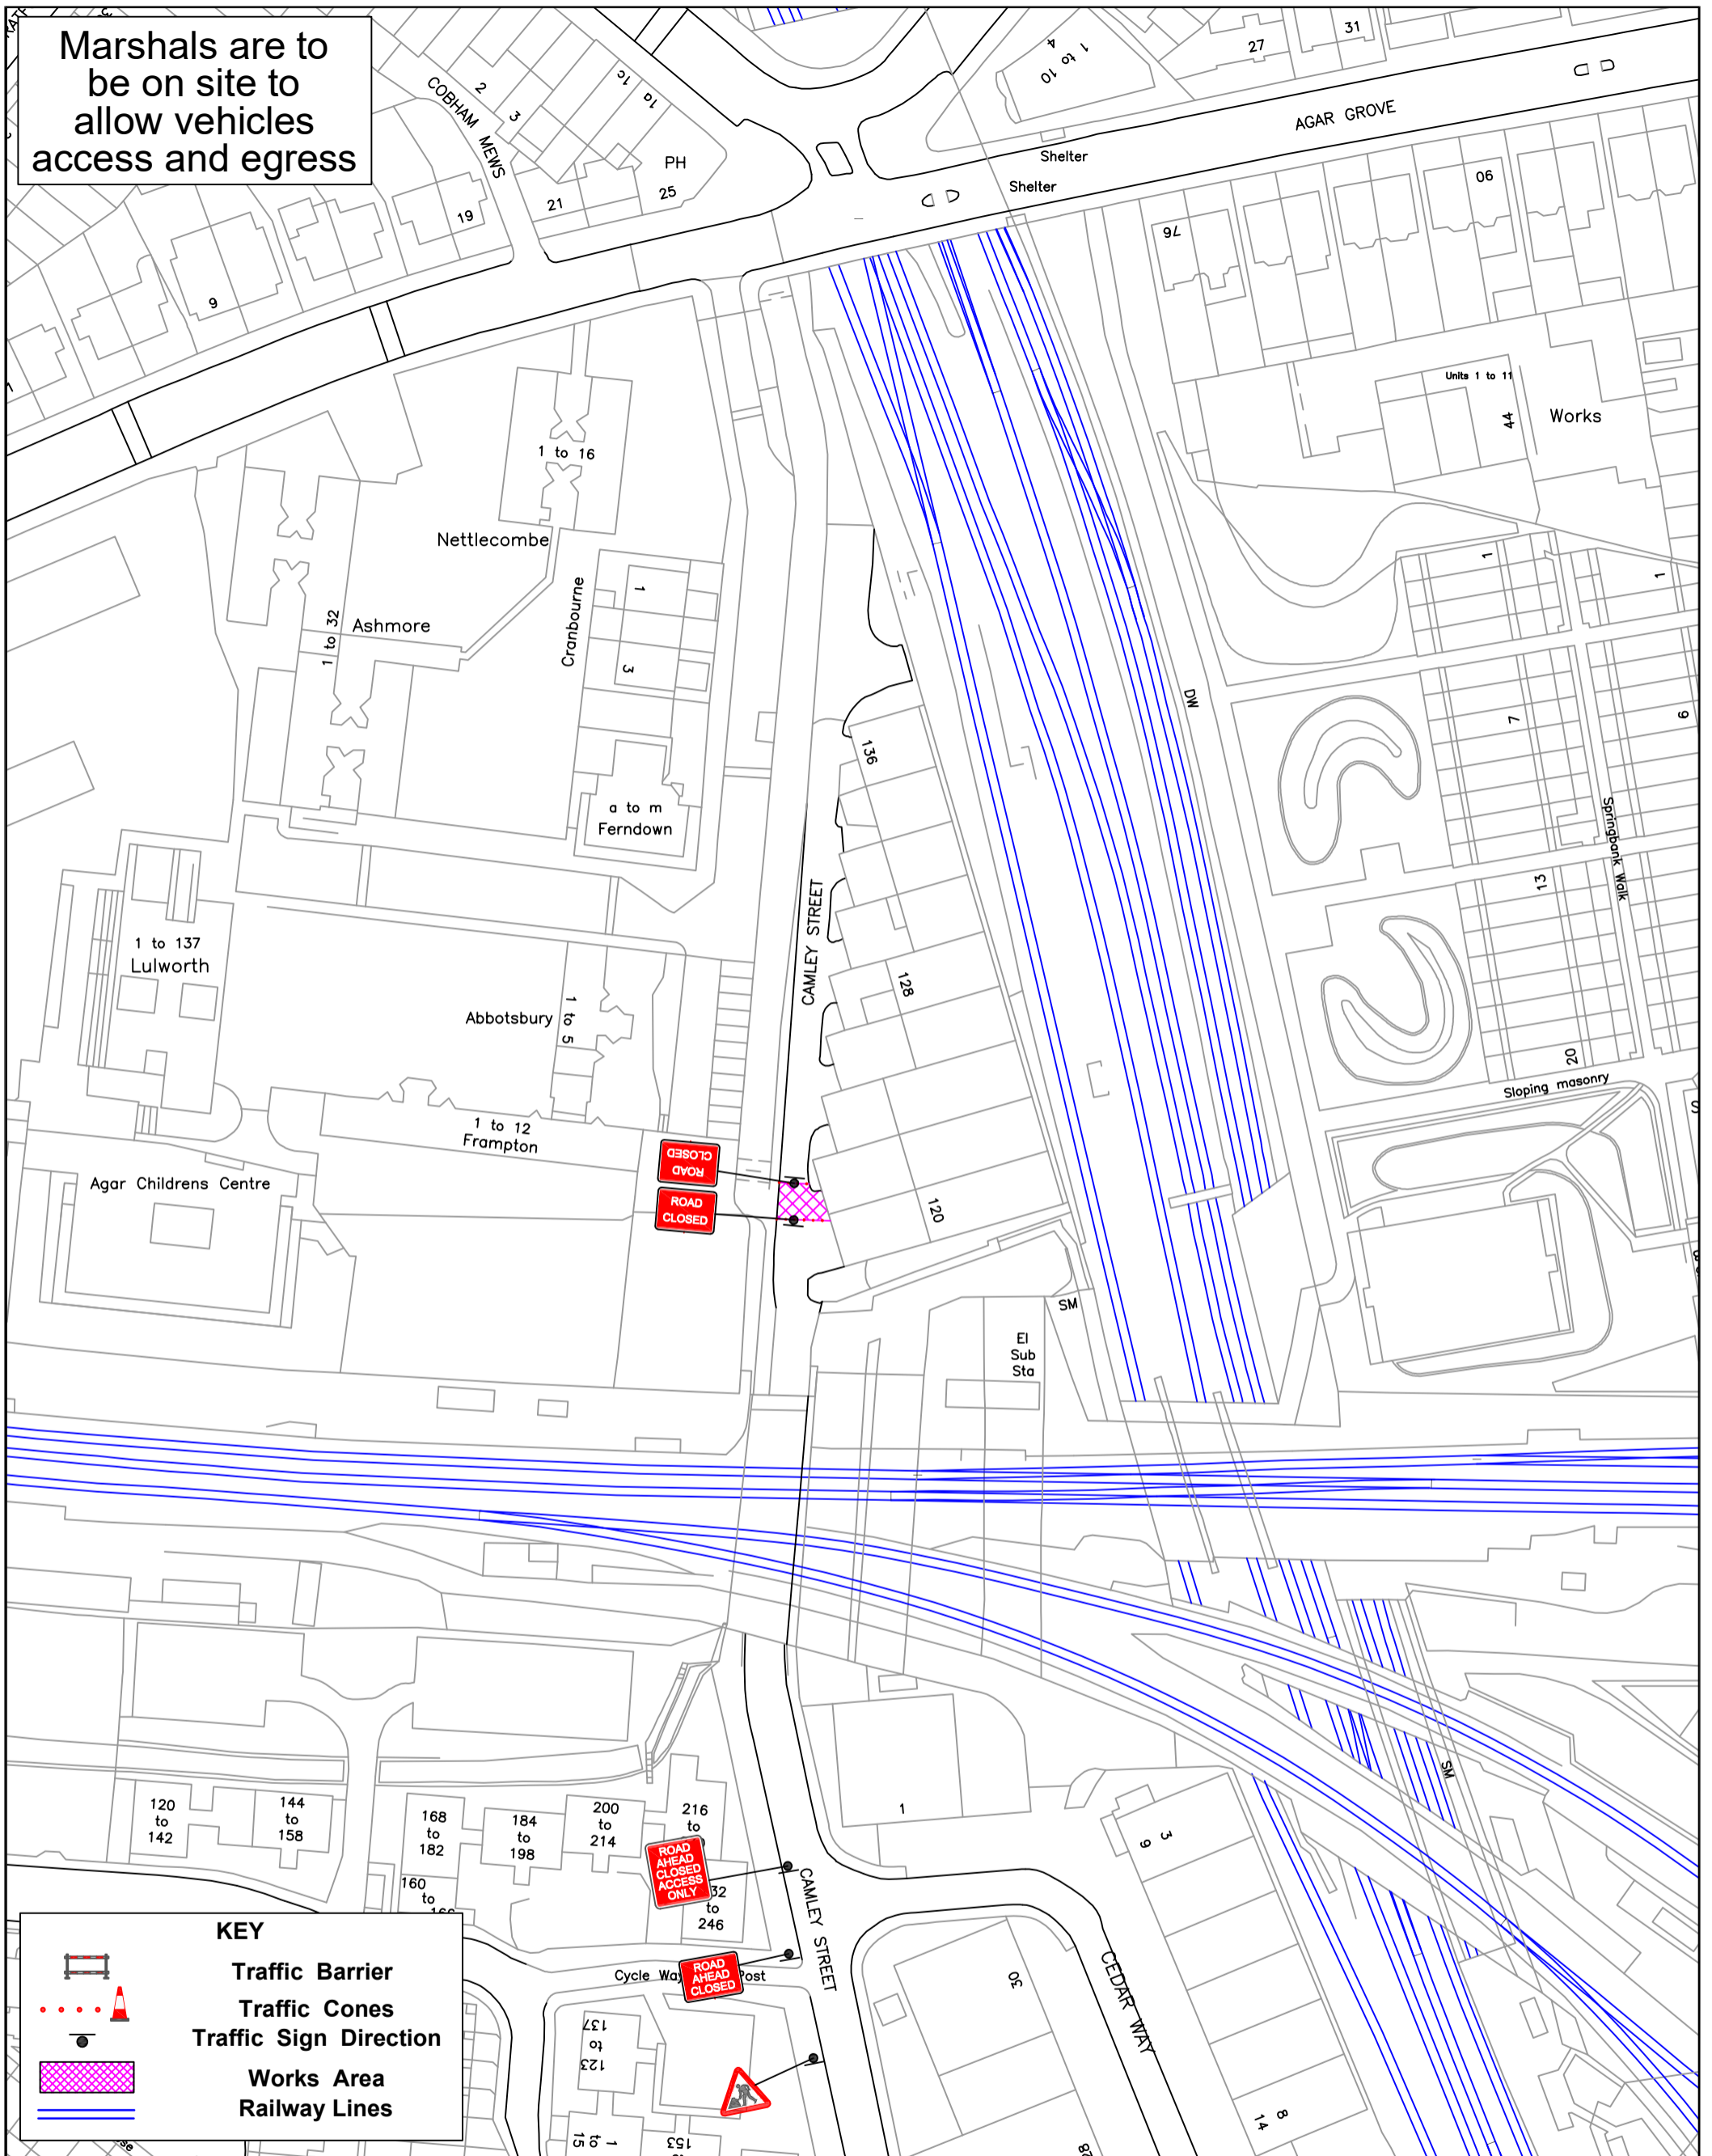 Marshals are to
be on site to
allow vehicles
access and egress
COBHAM MEWS
2
3
1c
1a
PH
25
21
19
9
1 to 10
4
27
31
AGAR GROVE
Shelter
Shelter
76
90
Units 1 to 11
44
Works
1 to 16
Nettlecombe
Cranbourne
1
3
1 to 32
Ashmore
a to m
Ferndown
136
DW
1
1
7
9
Springbank Walk
13
20
Sloping masonry
CAMLEY STREET
128
1 to 137
Lulworth
Abbotsbury
1 to 5
1 to 12
Frampton
Agar Childrens Centre
ROAD
CLOSED
ROAD
CLOSED
120
SM
El
Sub
Sta
120
to
142
144
to
158
168
to
182
184
to
198
200
to
214
216
to
160
to
ROAD
AHEAD
CLOSED
ACCESS
ONLY
32
to
246
1
3
9
SM
CAMLEY STREET
Cycle Way
Post
ROAD
AHEAD
CLOSED
30
CEDAR WAY
137
to
123
1
to
15
153
8
14
28
KEY
Traffic Barrier
Traffic Cones
Traffic Sign Direction
Works Area
Railway Lines